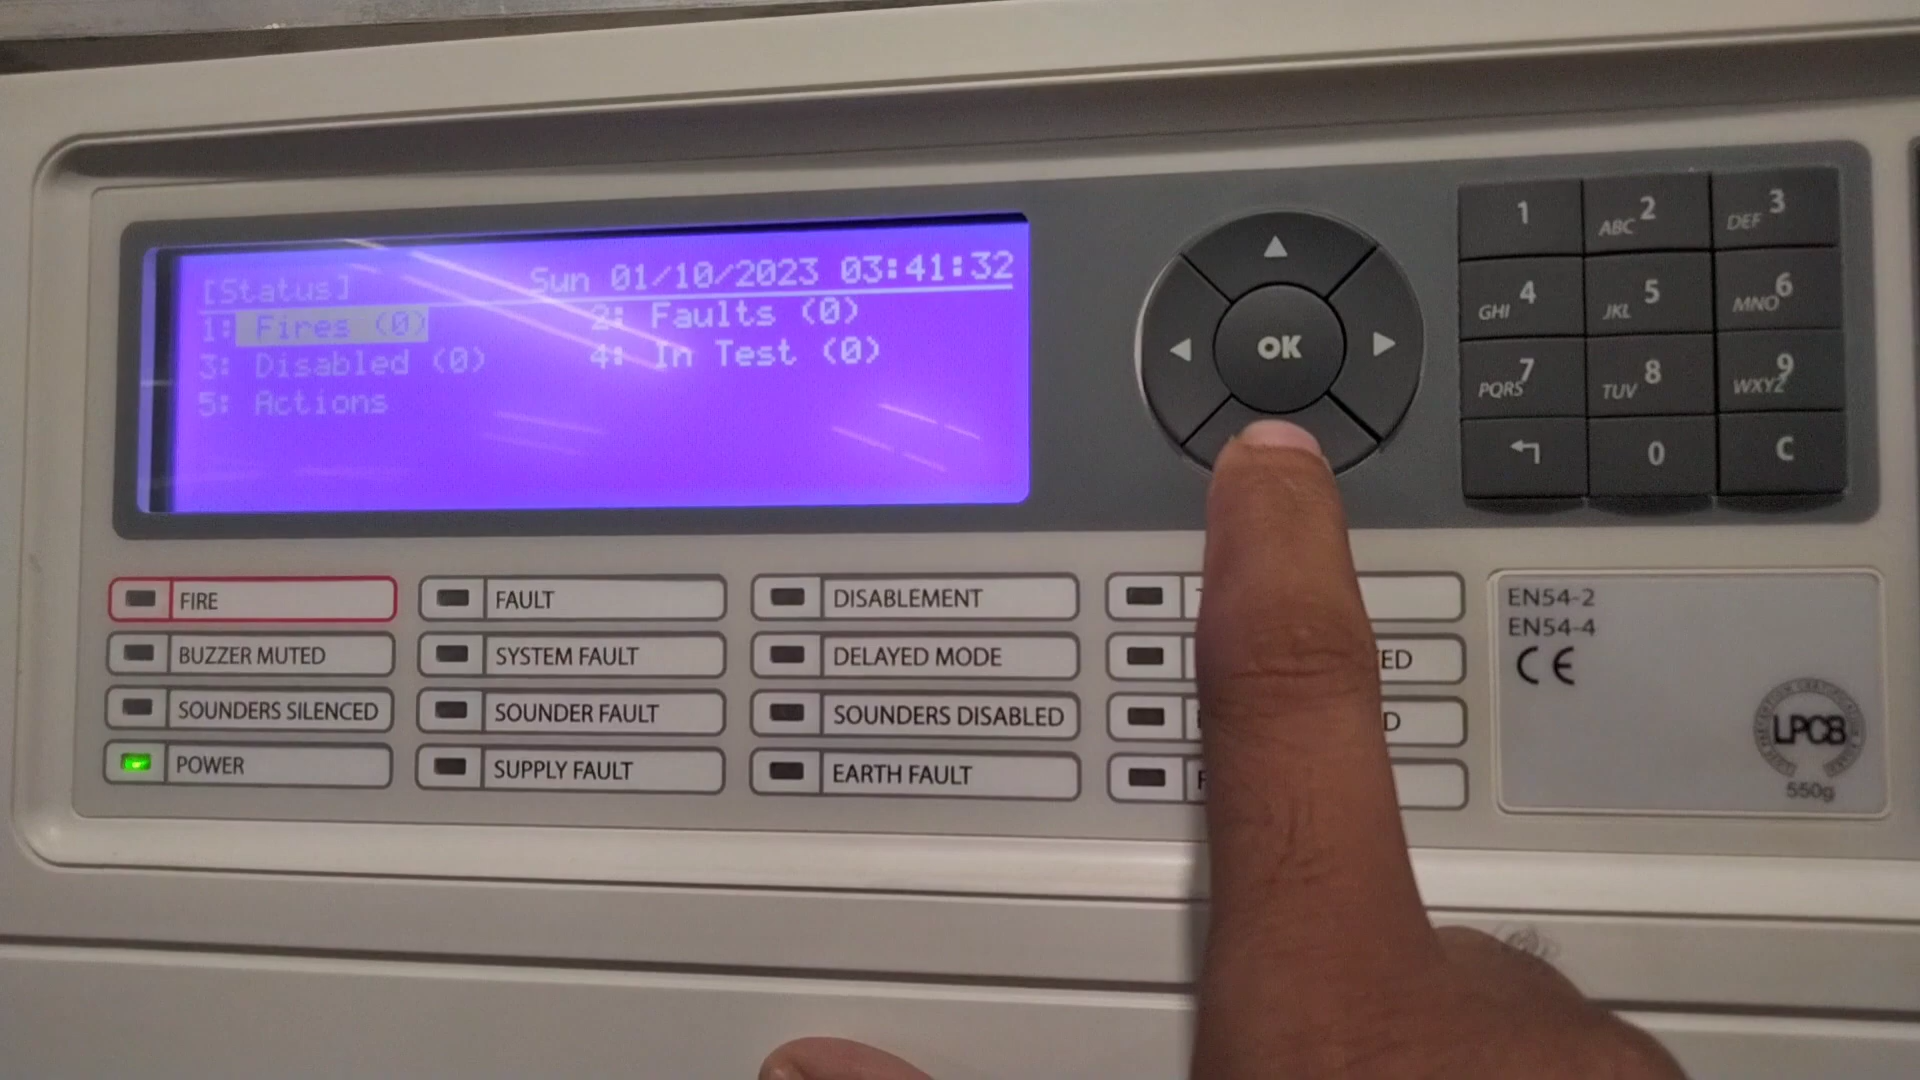 [Status] Sun 01/10/2023 03:41:32
1: Fires (0) 2: Faults (0)
3: Disabled (0) 4: In Test (0)
5: Actions
OK
1 ABC 2 DEF 3
GHI 4 JKL 5 MNO 6
PQRS 7 TUV 8 WXYZ 9
0 C
FIRE FAULT DISABLEMENT
BUZZER MUTED SYSTEM FAULT DELAYED MODE
SOUNDERS SILENCED SOUNDER FAULT SOUNDERS DISABLED
POWER SUPPLY FAULT EARTH FAULT
EN54-2
EN54-4
CE
LPCB
550g